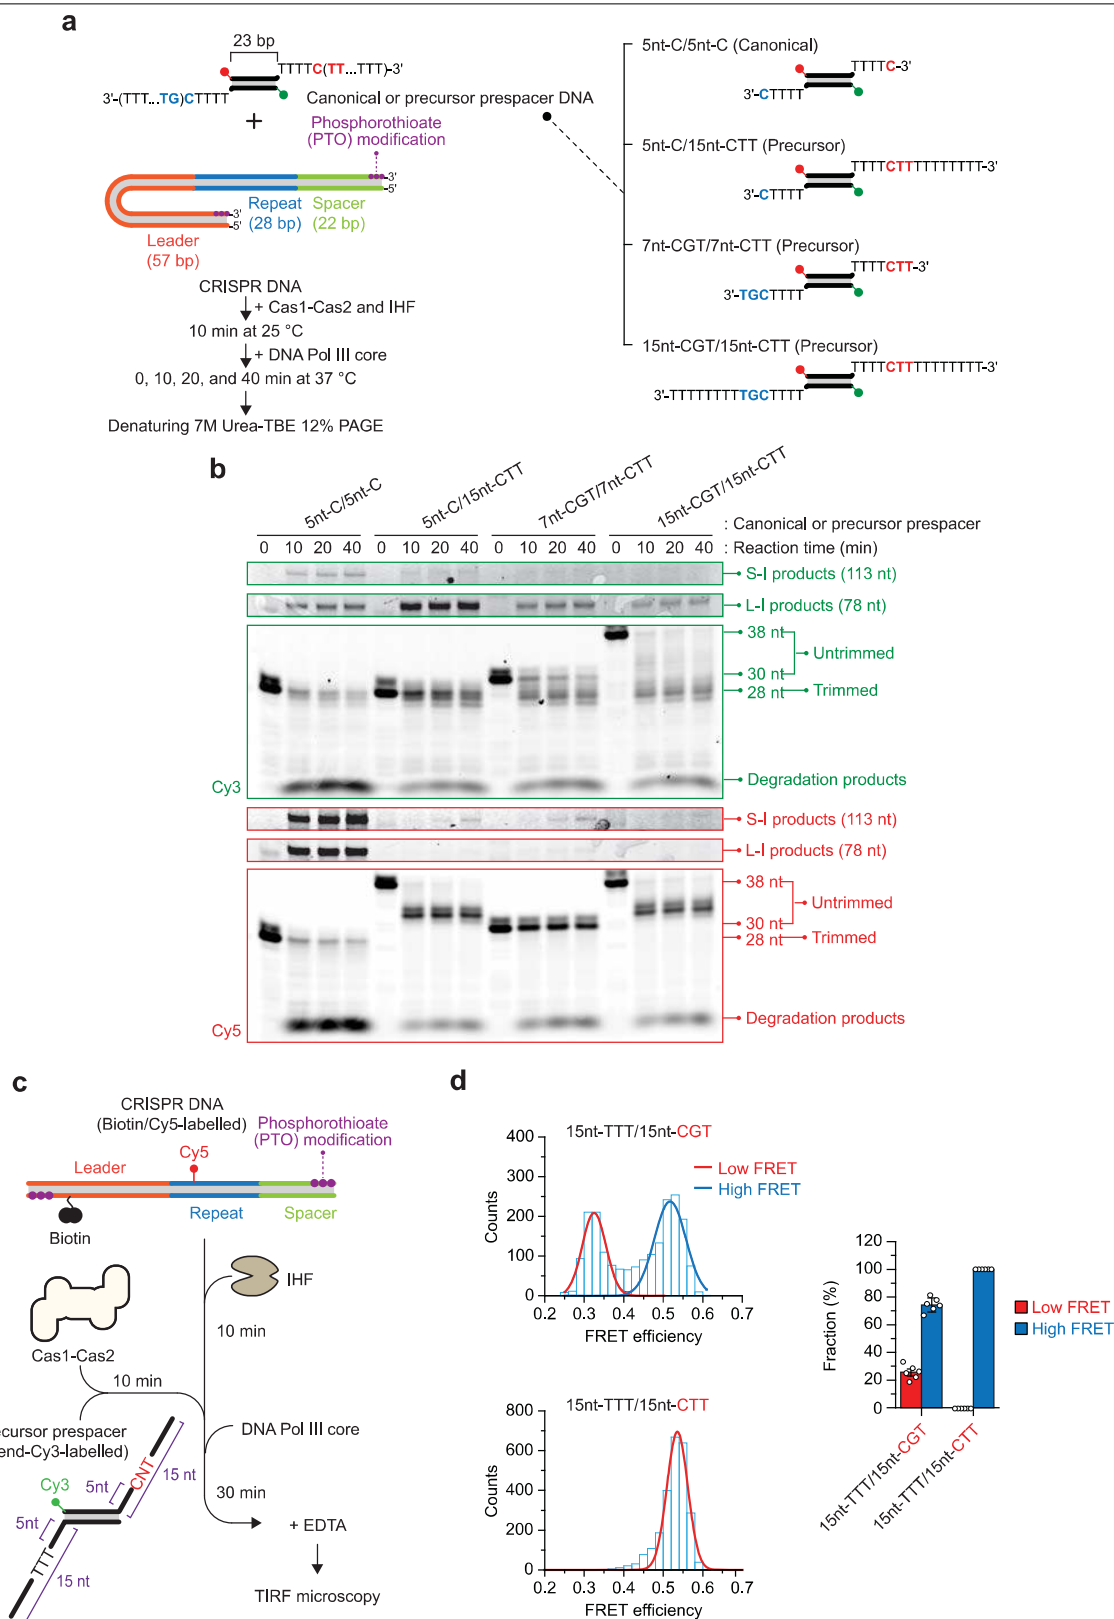 a
23 bp
TTTTC(TT...TTT)-3'
3'-(TTT...TG)CTTTT
+
Canonical or precursor prespacer DNA
Phosphorothioate
(PTO) modification
-3'
-5'
Repeat
(28 bp)
Spacer
(22 bp)
-3'
-5'
Leader
(57 bp)
CRISPR DNA
+ Cas1-Cas2 and IHF
10 min at 25 °C
+ DNA Pol III core
0, 10, 20, and 40 min at 37 °C
Denaturing 7M Urea-TBE 12% PAGE
5nt-C/5nt-C (Canonical)
TTTTC-3'
3'-CTTTT
5nt-C/15nt-CTT (Precursor)
TTTTCTTTTTTTTTT-3'
3'-CTTTT
7nt-CGT/7nt-CTT (Precursor)
TTTTCTT-3'
3'-TGCTTTT
15nt-CGT/15nt-CTT (Precursor)
TTTTCTTTTTTTTTT-3'
3'-TTTTTTTTTGCTTTT
b
5nt-C/5nt-C
5nt-C/15nt-CTT
7nt-CGT/7nt-CTT
15nt-CGT/15nt-CTT
: Canonical or precursor prespacer
0 10 20 40 0 10 20 40 0 10 20 40 0 10 20 40 : Reaction time (min)
S-I products (113 nt)
L-I products (78 nt)
38 nt
Untrimmed
30 nt
28 nt
Trimmed
Degradation products
Cy3
S-I products (113 nt)
L-I products (78 nt)
38 nt
Untrimmed
30 nt
28 nt
Trimmed
Degradation products
Cy5
c
CRISPR DNA
(Biotin/Cy5-labelled)
Phosphorothioate
(PTO) modification
Cy5
Leader
Repeat
Spacer
Biotin
IHF
10 min
Cas1-Cas2
10 min
ecursor prespacer
end-Cy3-labelled)
DNA Pol III core
CNT
15 nt
5nt
Cy3
30 min
5nt
TTT
15 nt
+ EDTA
TIRF microscopy
d
15nt-TTT/15nt-CGT
Low FRET
High FRET
400
300
200
100
0
Counts
0.2 0.3 0.4 0.5 0.6 0.7
FRET efficiency
15nt-TTT/15nt-CTT
800
600
400
200
0
Counts
0.2 0.3 0.4 0.5 0.6 0.7
FRET efficiency
120
100
80
60
40
20
0
Fraction (%)
Low FRET
High FRET
15nt-TTT/15nt-CGT
15nt-TTT/15nt-CTT